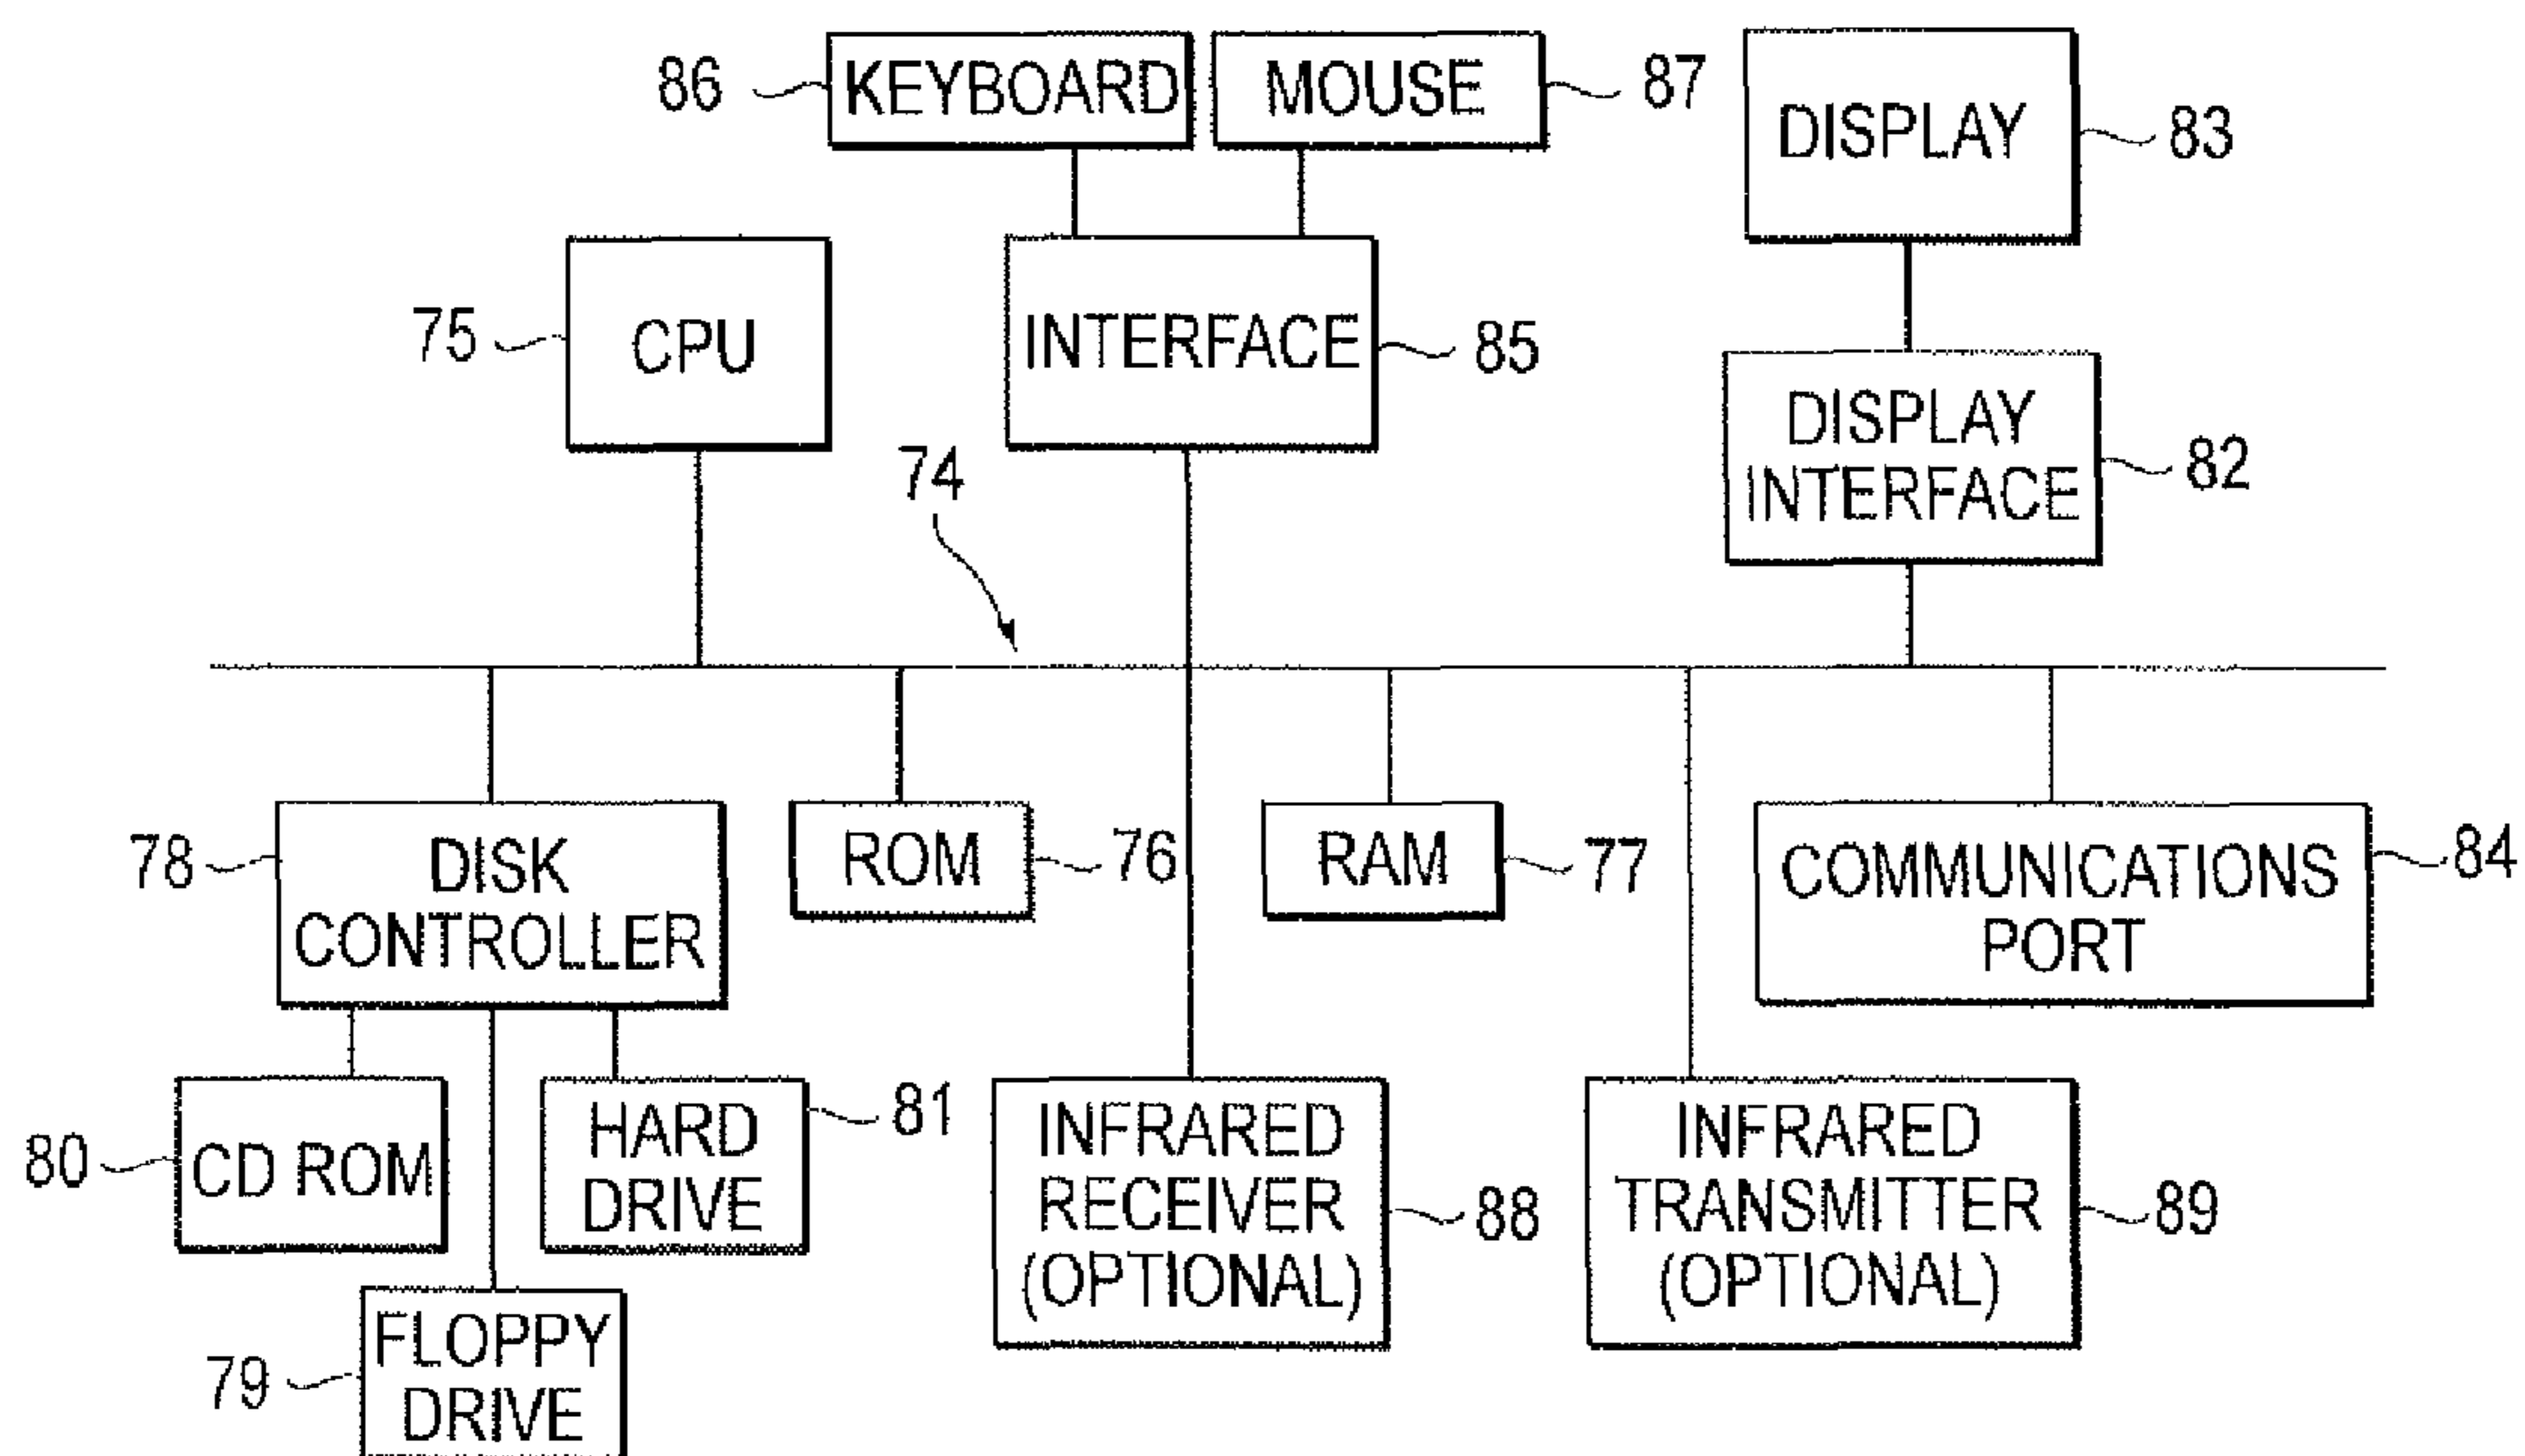 86
KEYBOARD
MOUSE
87
DISPLAY
83
75
CPU
INTERFACE
85
DISPLAY
INTERFACE
82
74
78
DISK
CONTROLLER
ROM
76
RAM
77
COMMUNICATIONS
PORT
84
80
CD ROM
HARD
DRIVE
81
INFRARED
RECEIVER
(OPTIONAL)
88
INFRARED
TRANSMITTER
(OPTIONAL)
89
79
FLOPPY
DRIVE